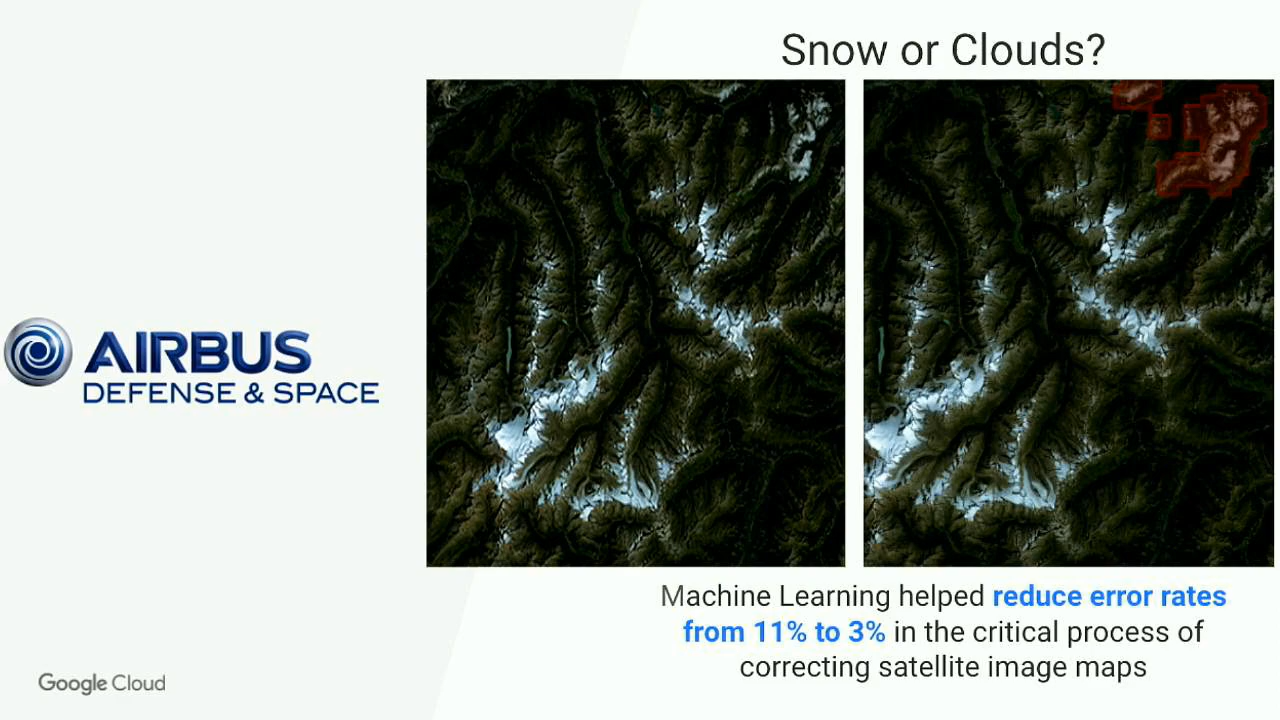 Snow or Clouds?
AIRBUS
DEFENSE & SPACE
Machine Learning helped reduce error rates
from 11% to 3% in the critical process of
correcting satellite image maps
Google Cloud